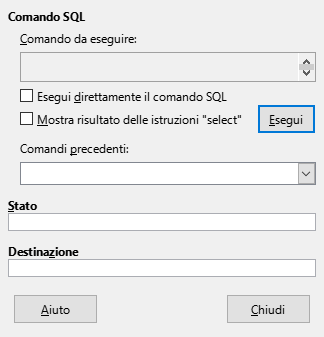 Comando SQL
Comando da eseguire:
Esegui direttamente il comando SQL
Mostra risultato delle istruzioni "select"
Esegui
Comandi precedenti:
Stato
Destinazione
Aiuto
Chiudi